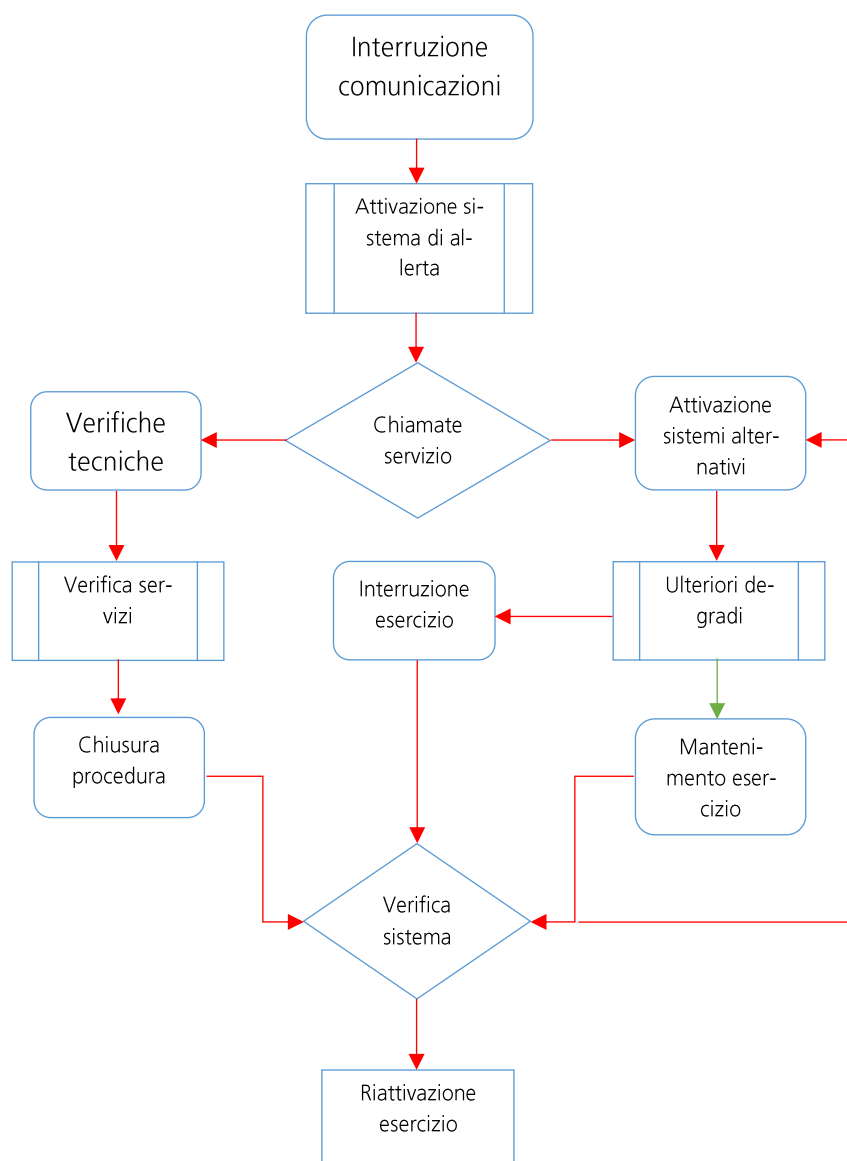 Interruzione
comunicazioni
Attivazione si-
stema di al-
lerta
Chiamate
servizio
Verifiche
tecniche
Attivazione
sistemi alter-
nativi
Verifica ser-
vizi
Interruzione
esercizio
Ulteriori de-
gradi
Chiusura
procedura
Manteni-
mento eser-
cizio
Verifica
sistema
Riattivazione
esercizio